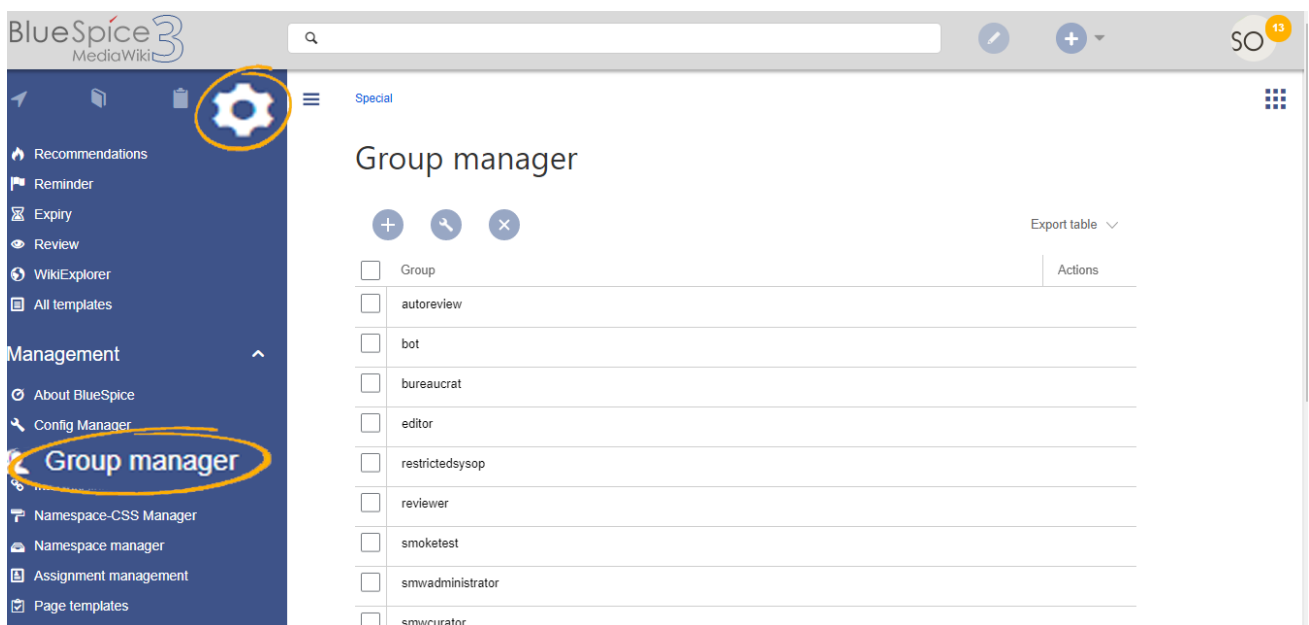 BlueSpice 3
MediaWiki
13
SO
Special
Group manager
Export table
Group
Actions
autoreview
bot
bureaucrat
editor
restrictedsysop
reviewer
smoketest
smwadministrator
smwcurator
Recommendations
Reminder
Expiry
Review
WikiExplorer
All templates
Management
About BlueSpice
Config Manager
Group manager
Namespace-CSS Manager
Namespace manager
Assignment management
Page templates